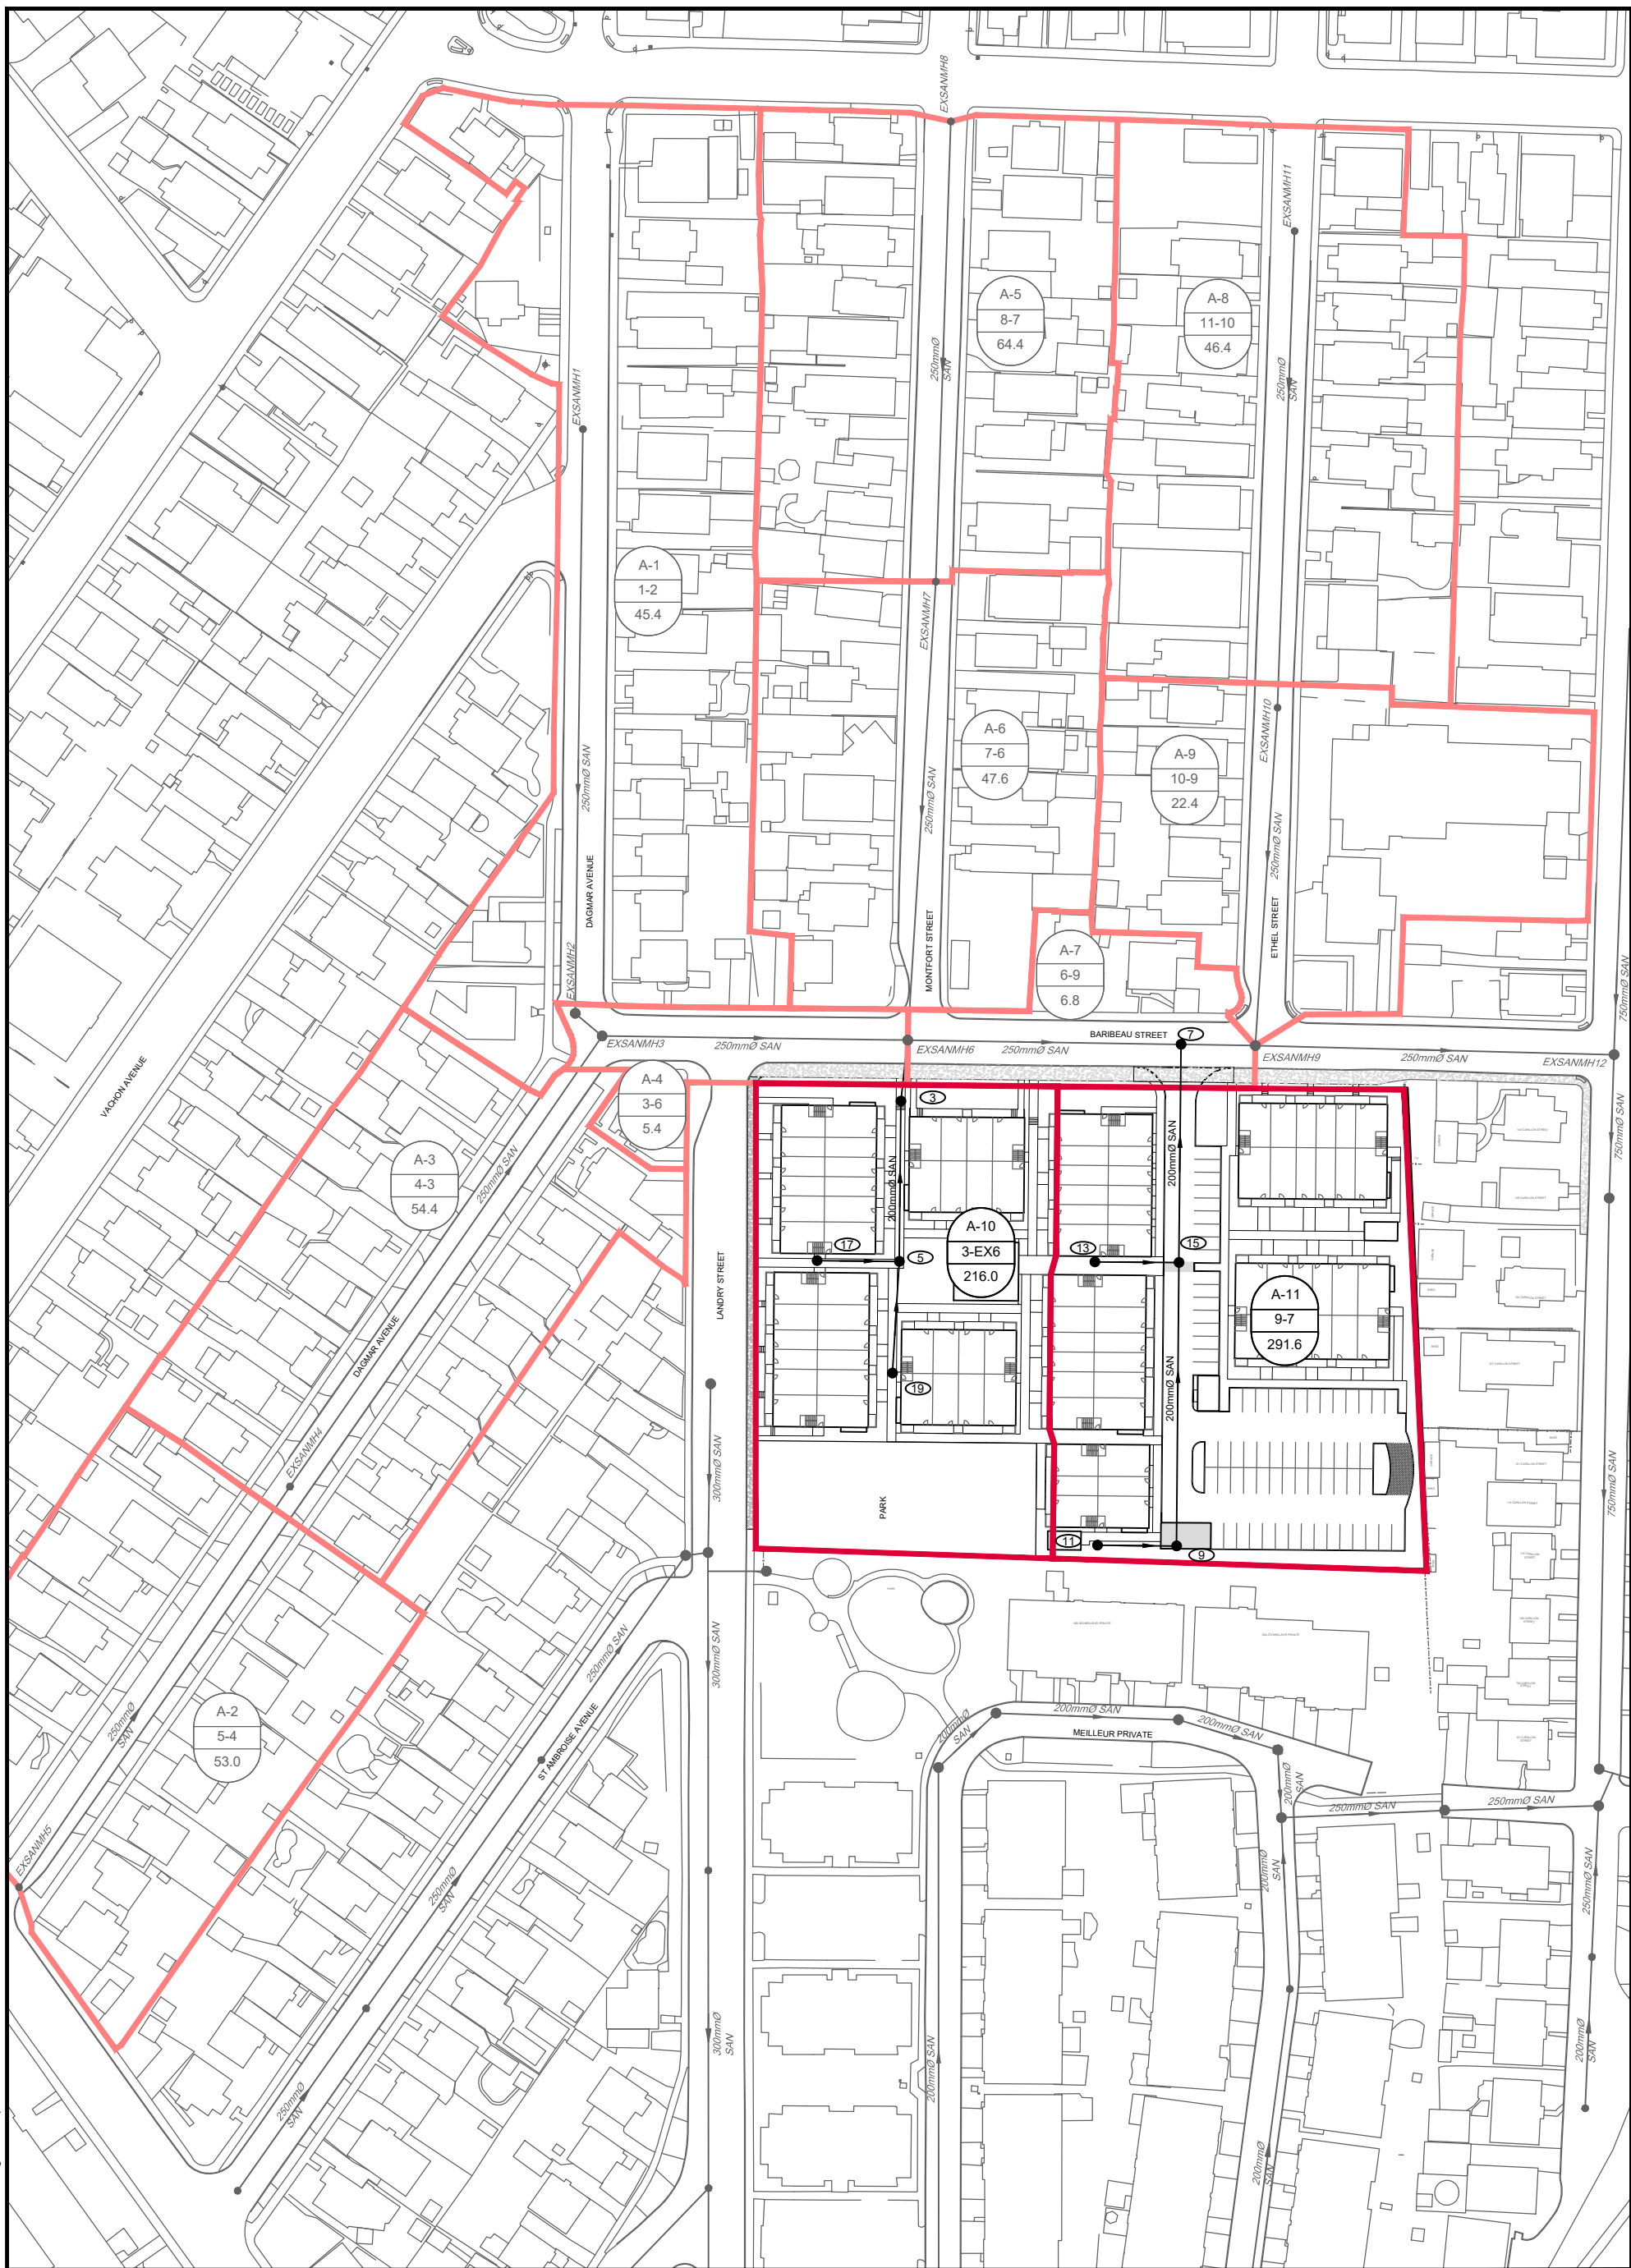 EXSANMH8
EXSANMH11
A-5
8-7
64.4
A-8
11-10
46.4
250mmØ
SAN
250mmØ
SAN
EXSANMH1
A-1
1-2
45.4
EXSANMH7
A-6
7-6
47.6
A-9
10-9
22.4
EXSANMH10
250mmØ SAN
250mmØ SAN
250mmØ SAN
DAGMAR AVENUE
MONTFORT STREET
ETHEL STREET
EXSANMH2
A-7
6-9
6.8
750mmØ SAN
BARIBEAU STREET
7
EXSANMH3
250mmØ SAN
EXSANMH6
250mmØ SAN
EXSANMH9
250mmØ SAN
EXSANMH12
VACHON AVENUE
A-4
3-6
5.4
3
750mmØ SAN
A-3
4-3
54.4
250mmØ SAN
200mmØ SAN
200mmØ SAN
A-10
3-EX6
216.0
17
5
13
15
LANDRY STREET
A-11
9-7
291.6
DAGMAR AVENUE
19
200mmØ SAN
EXSANMH4
300mmØ SAN
PARK
750mmØ SAN
11
9
250mmØ SAN
300mmØ SAN
A-2
5-4
53.0
250mmØ
SAN
ST AMBROISE AVENUE
200mmØ
SAN
200mmØ SAN
200mmØ SAN
MEILLEUR PRIVATE
200mmØ
SAN
250mmØ SAN
250mmØ SAN
EXSANMH5
250mmØ
SAN
200mmØ
SAN
250mmØ SAN
300mmØ
SAN
200mmØ SAN
200mmØ
SAN
250mmØ
SAN
200mmØ
SAN